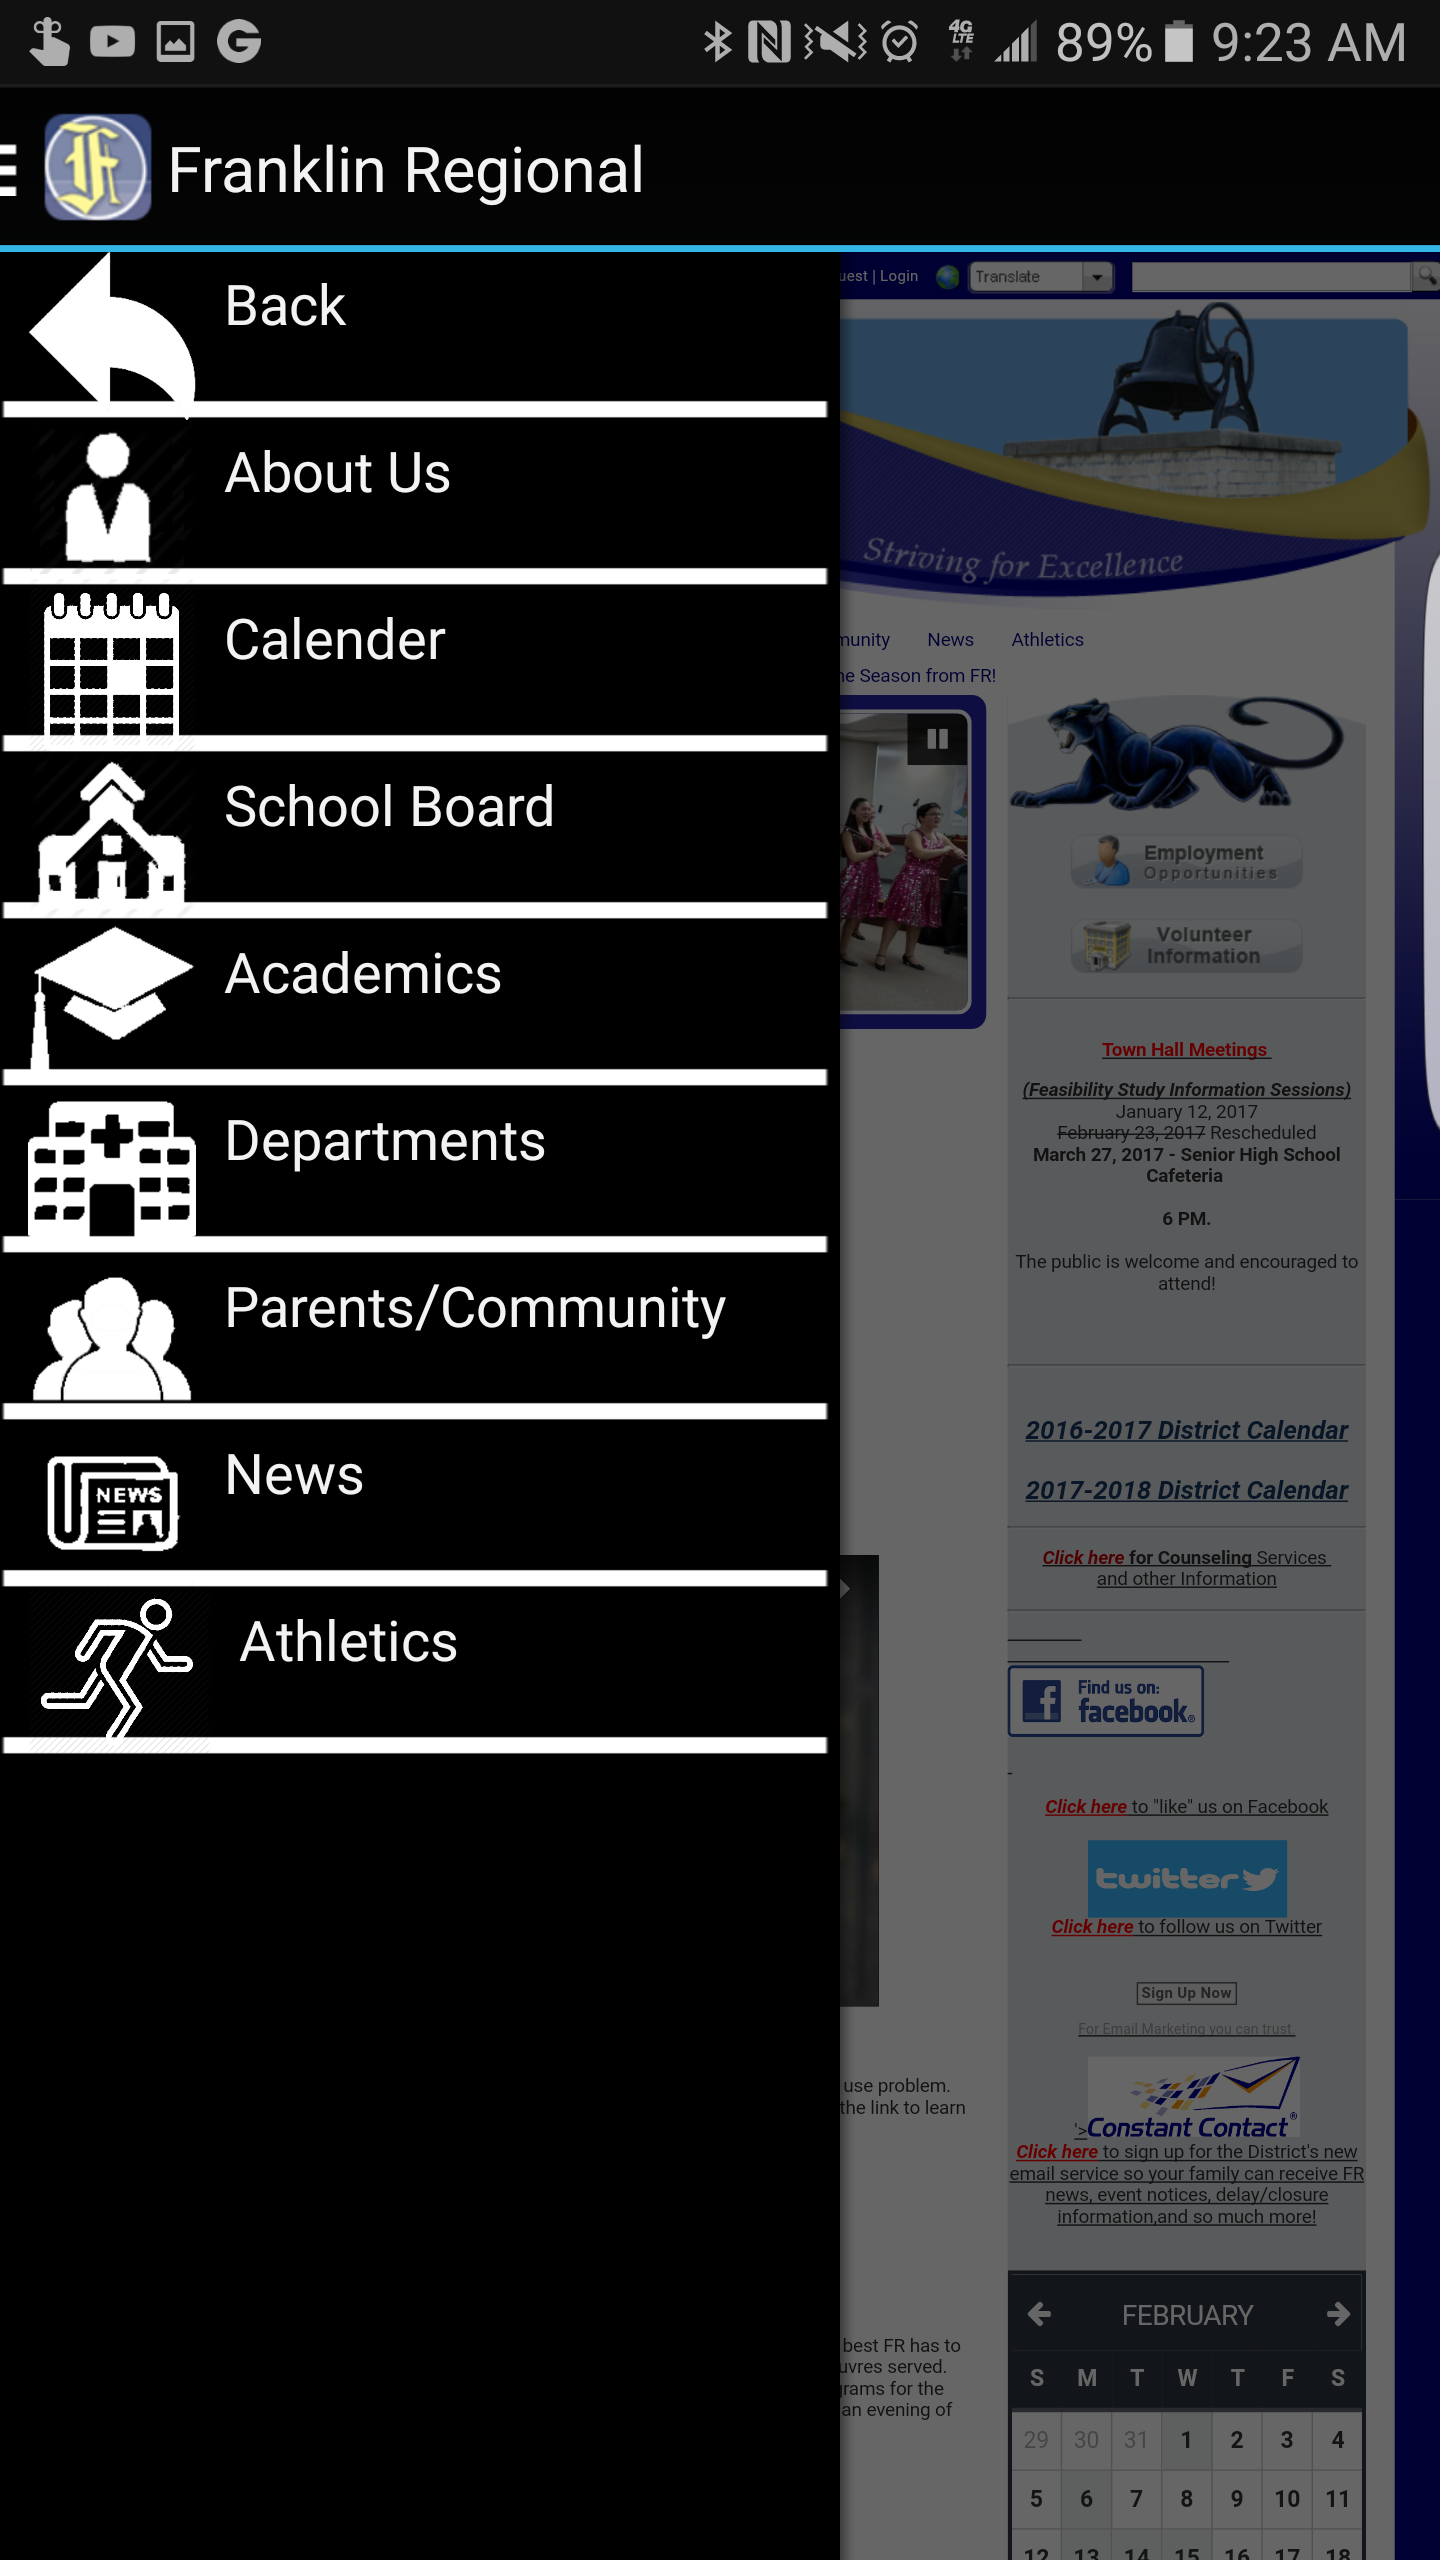 89% 9:23 AM
Franklin Regional
Back
About Us
Calender
School Board
Academics
Departments
Parents/Community
NEWS
News
Athletics
| Login
Translate
Striving for Excellence
News Athletics
Season from FR!
Employment
Opportunities
Volunteer
Information
Town Hall Meetings
(Feasibility Study Information Sessions)
January 12, 2017
February 23, 2017 Rescheduled
March 27, 2017 - Senior High School
Cafeteria
6 PM.
The public is welcome and encouraged to
attend!
2016-2017 District Calendar
2017-2018 District Calendar
Click here for Counseling Services
and other Information
Find us on:
facebook®
Click here to "like" us on Facebook
twitter
Click here to follow us on Twitter
Sign Up Now
For Email Marketing you can trust.
'>Constant Contact®
Click here to sign up for the District's new
email service so your family can receive FR
news, event notices, delay/closure
information,and so much more!
use problem.
the link to learn
best FR has to
served.
for the
an evening of
FEBRUARY
S M T W T F S
29 30 31 1 2 3 4
5 6 7 8 9 10 11
12 13 14 15 16 17 18